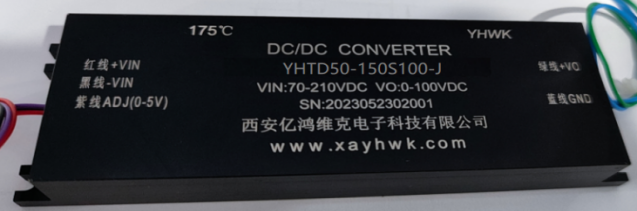 175℃
YHWK
DC/DC CONVERTER
红线+VIN
YHTD50-150S100-J
绿线+VO
黑线-VIN
VIN:70-210VDC VO:0-100VDC
紫线ADJ(0-5V)
蓝线GND
SN:2023052302001
西安亿鸿维克电子科技有限公司
www.xayhwk.com